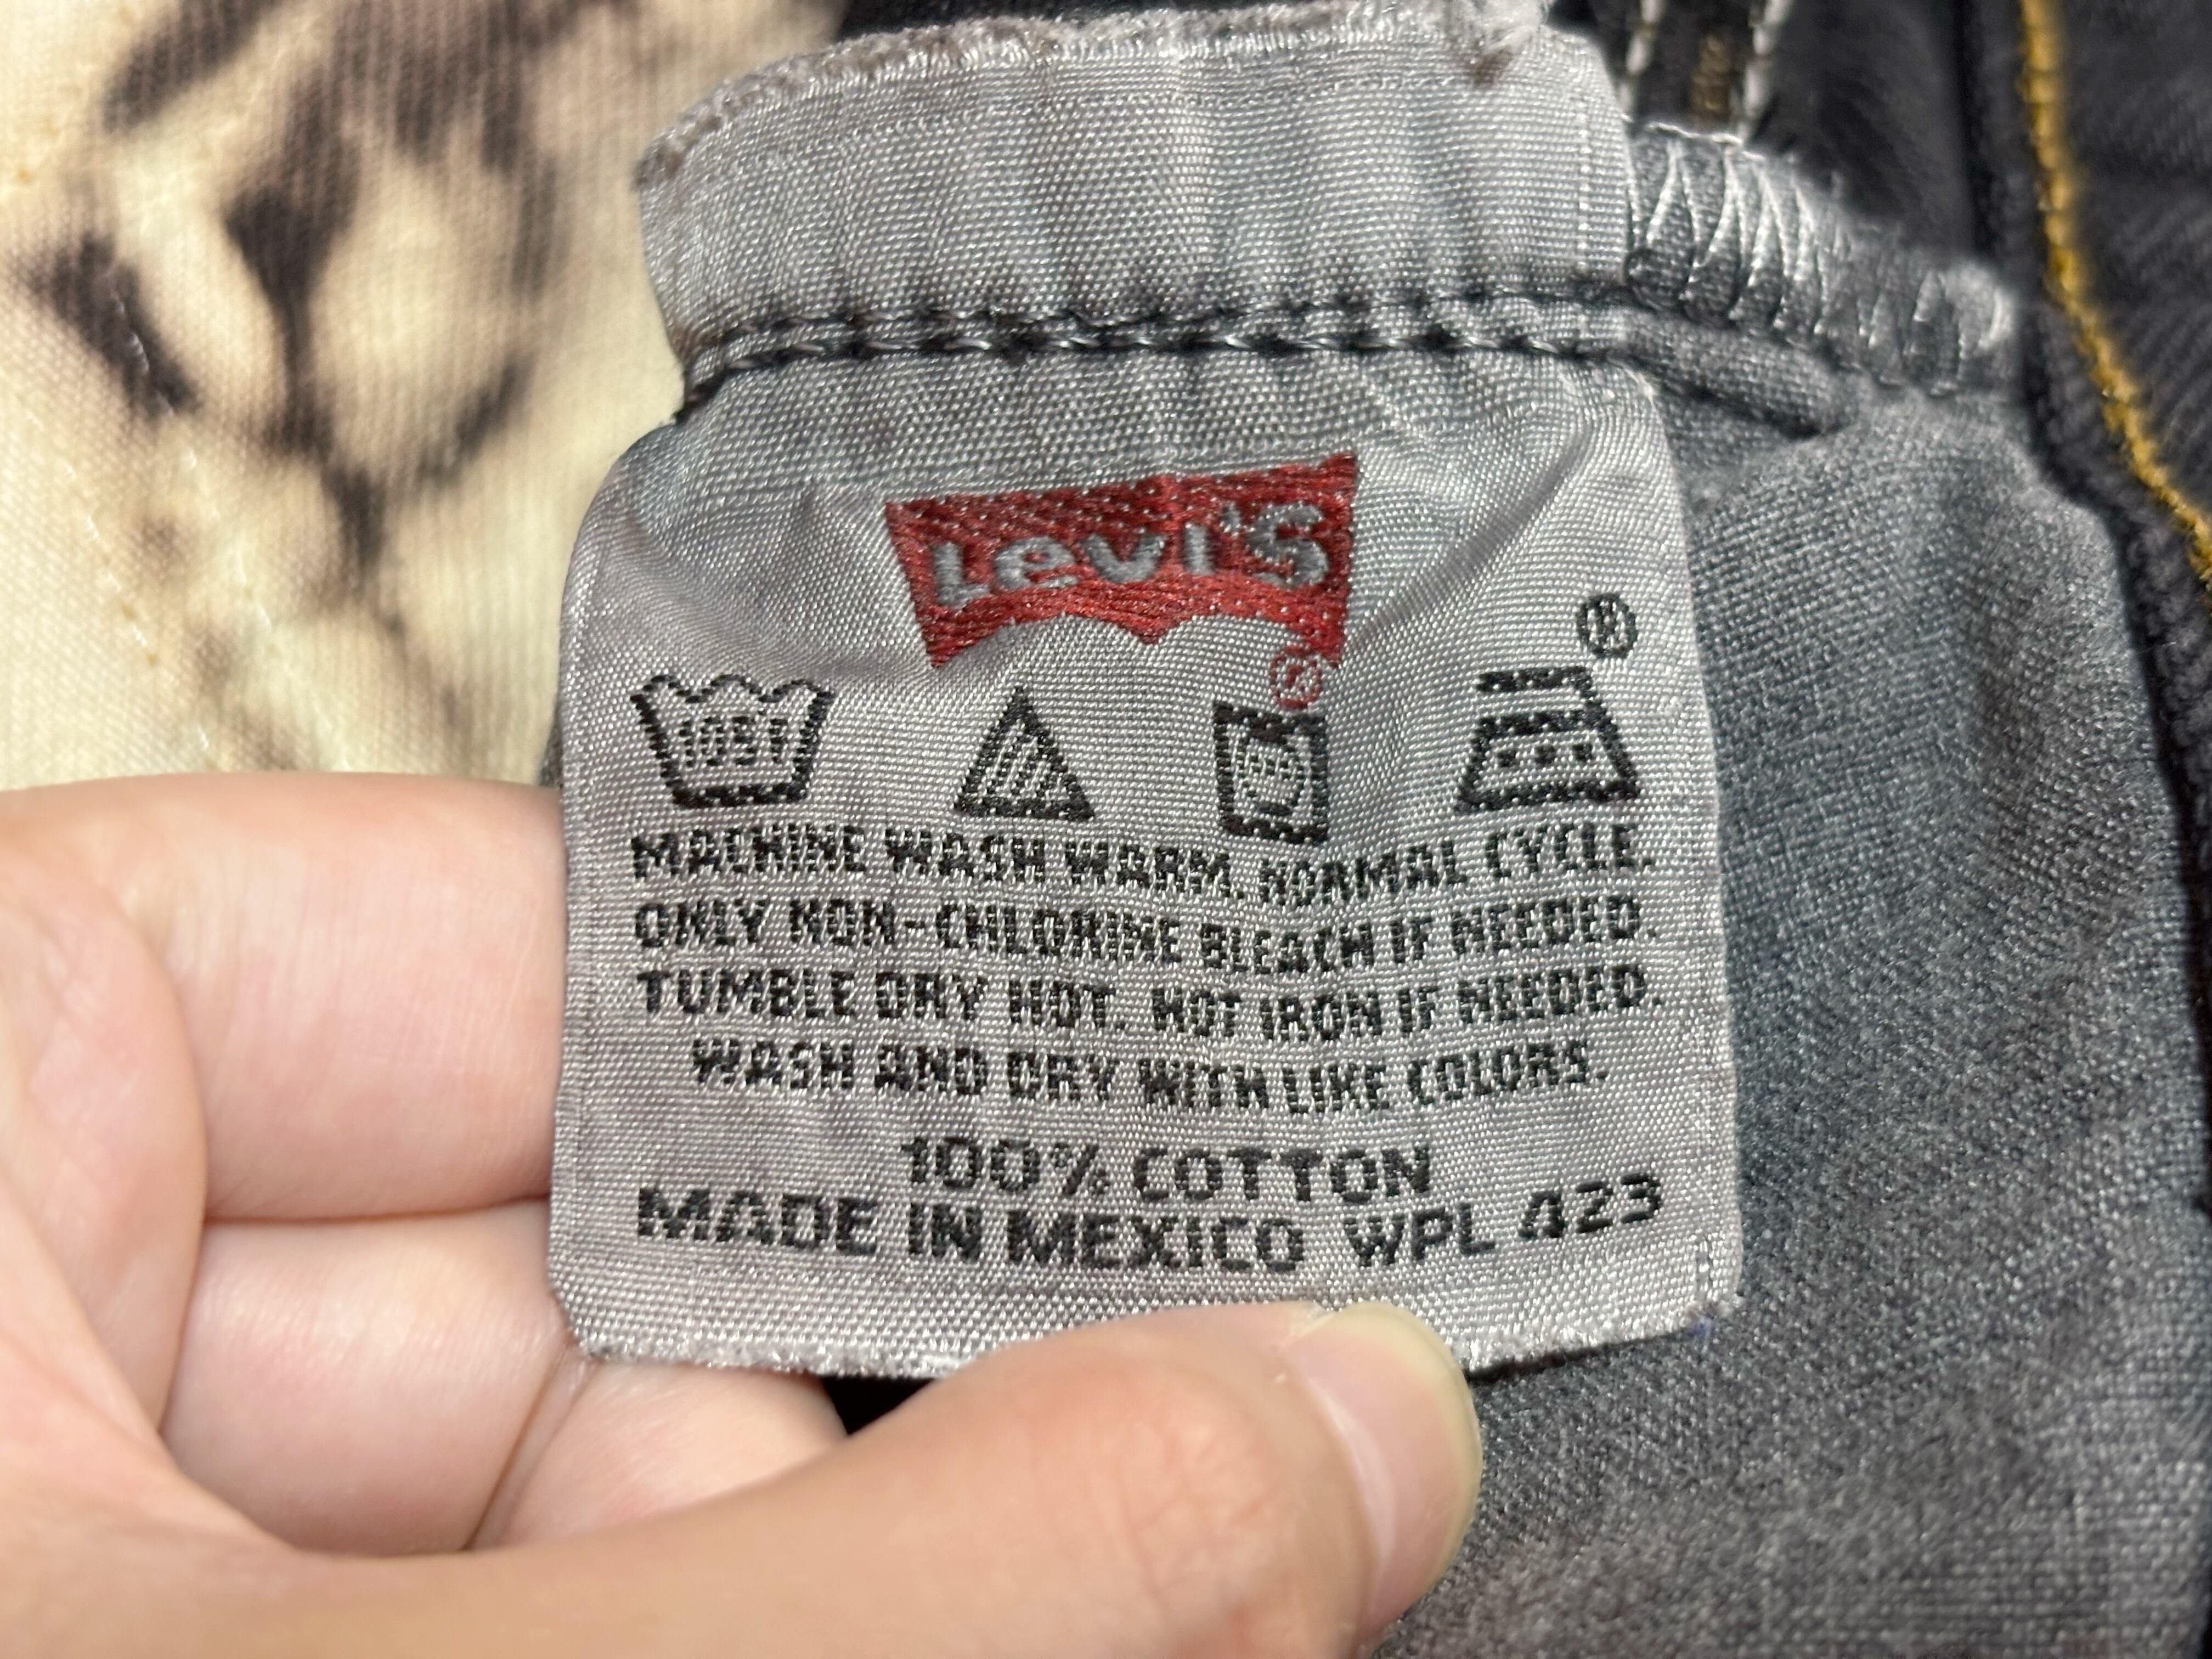 Levi's
®
®
105F
MACHINE WASH WARM. NORMAL CYCLE.
ONLY NON-CHLORINE BLEACH IF NEEDED.
TUMBLE DRY HOT. HOT IRON IF NEEDED.
WASH AND DRY WITH LIKE COLORS.
100% COTTON
MADE IN MEXICO WPL 423